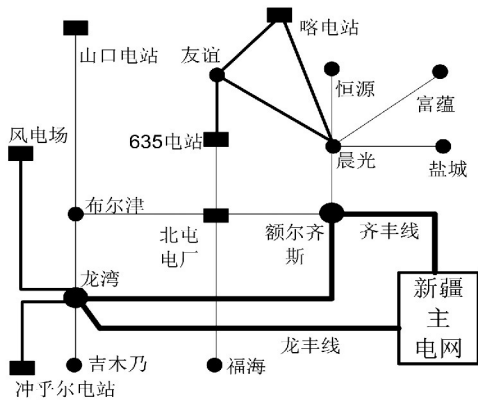 喀电站
友谊
山口电站
恒源
富蕴
风电场
635电站
晨光
盐城
布尔津
北屯
电厂
额尔齐
斯
齐丰线
龙湾
新疆
主
电网
龙丰线
吉木乃
福海
冲乎尔电站